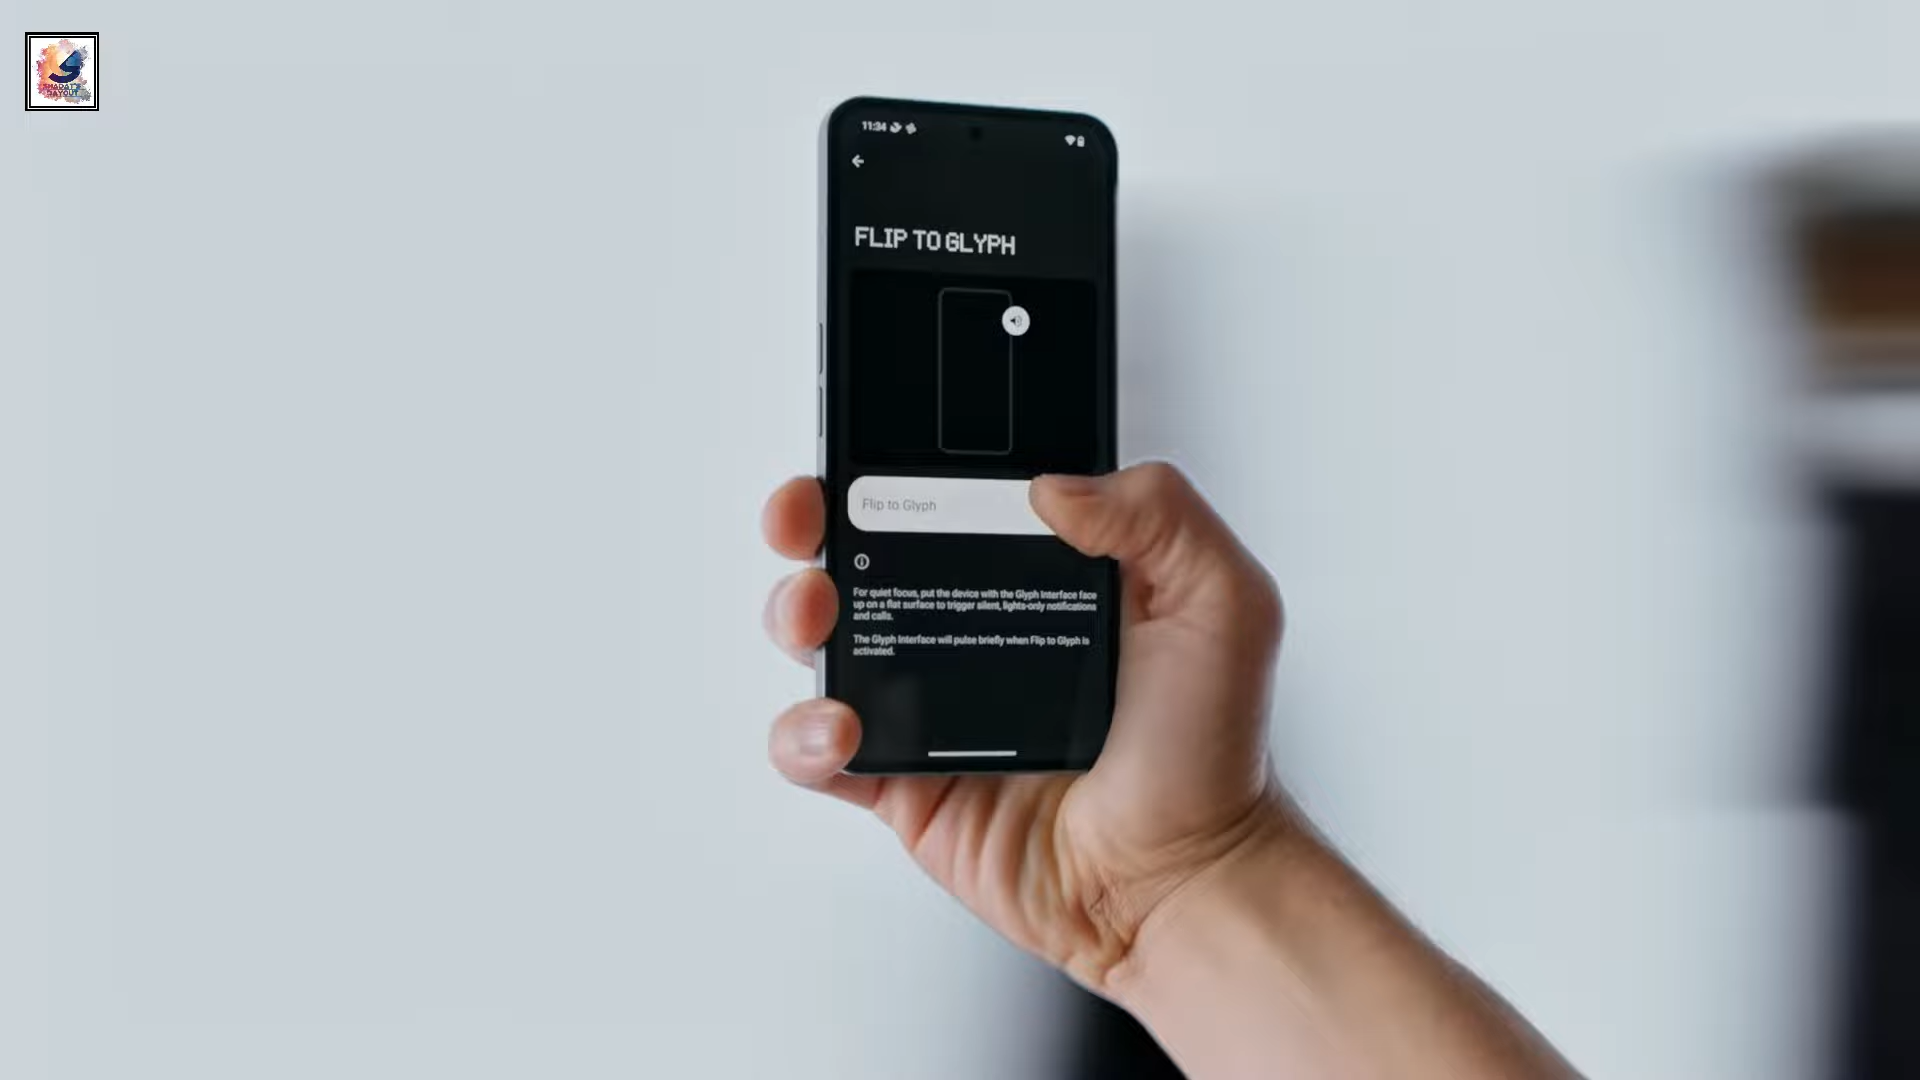 11:34
FLIP TO GLYPH
Flip to Glyph
For quiet focus, put the device with the Glyph Interface face
up on a flat surface to trigger silent, lights-only notifications
and calls.
The Glyph Interface will pulse briefly when Flip to Glyph is
activated.